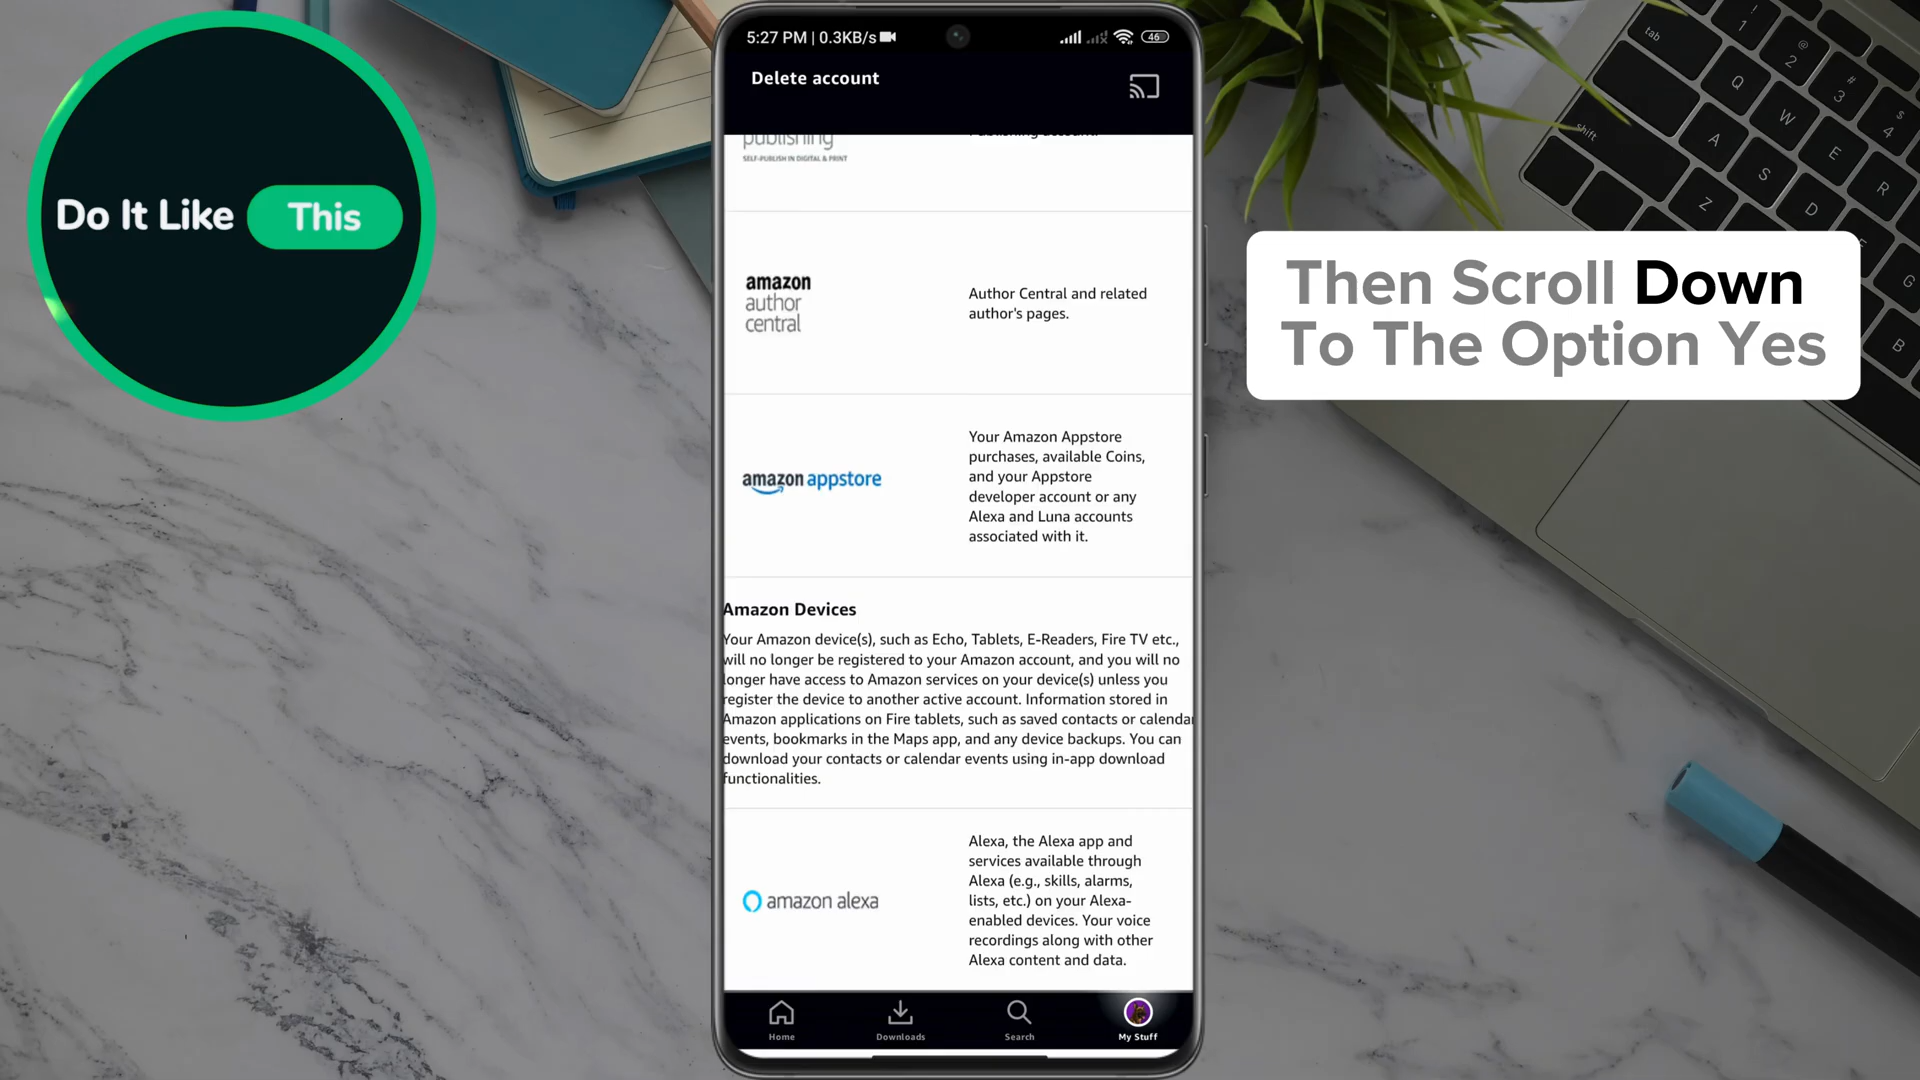 Do It Like This
5:27 PM | 0.3KB/s
46
Delete account
publishing
SELF-PUBLISH IN DIGITAL & PRINT
amazon
author
central
Author Central and related
author's pages.
amazon appstore
Your Amazon Appstore
purchases, available Coins,
and your Appstore
developer account or any
Alexa and Luna accounts
associated with it.
Amazon Devices
Your Amazon device(s), such as Echo, Tablets, E-Readers, Fire TV etc.,
will no longer be registered to your Amazon account, and you will no
longer have access to Amazon services on your device(s) unless you
register the device to another active account. Information stored in
Amazon applications on Fire tablets, such as saved contacts or calendar
events, bookmarks in the Maps app, and any device backups. You can
download your contacts or calendar events using in-app download
functionalities.
amazon alexa
Alexa, the Alexa app and
services available through
Alexa (e.g., skills, alarms,
lists, etc.) on your Alexa-
enabled devices. Your voice
recordings along with other
Alexa content and data.
Home
Downloads
Search
My Stuff
Then Scroll Down
To The Option Yes
tab
! 1
@ 2
# 3
$ 4
Q
W
E
R
shift
A
S
D
F
G
Z
B